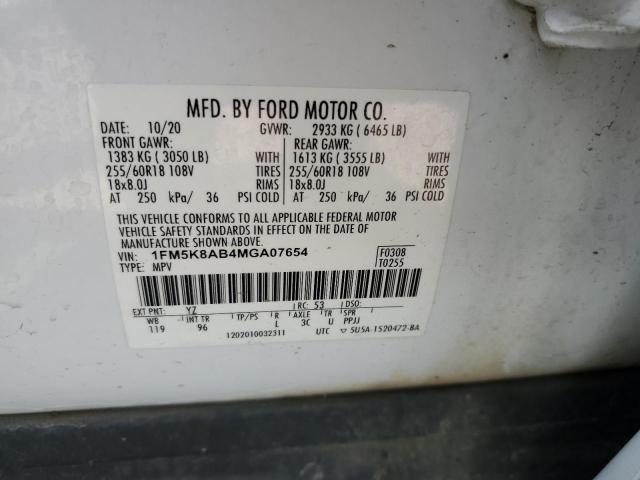 MFD. BY FORD MOTOR CO.
DATE: 10/20 GVWR: 2933 KG ( 6465 LB)
FRONT GAWR: REAR GAWR:
1383 KG ( 3050 LB) WITH 1613 KG ( 3555 LB) WITH
255/60R18 108V TIRES 255/60R18 108V TIRES
18x8.0J RIMS 18x8.0J RIMS
AT 250 kPa/ 36 PSI COLD AT 250 kPa/ 36 PSI COLD
THIS VEHICLE CONFORMS TO ALL APPLICABLE FEDERAL MOTOR
VEHICLE SAFETY STANDARDS IN EFFECT ON THE DATE OF
MANUFACTURE SHOWN ABOVE.
VIN: 1FM5K8AB4MGA07654 F0308
TYPE: MPV T0255
EXT PNT: YZ RC: 53 DSO:
WB INT TR TP/PS R AXLE TR SPR
119 96 L 3C U PPJJ
1202010032311 UTC ▽5U5A-1520472-BA